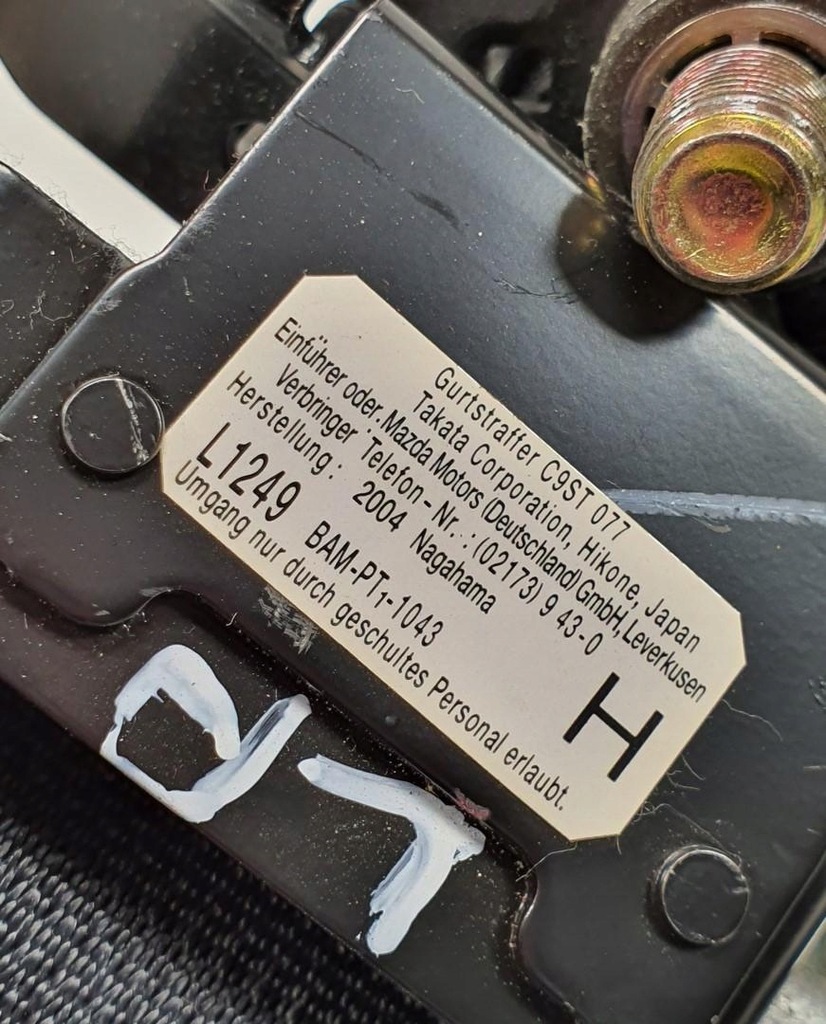 Gurtstraffer C9ST 077
Takata Corporation, Hikone, Japan
Einführer oder Mazda Motors (Deutschland) GmbH, Leverkusen
Verbringer Telefon-Nr.: (02173) 9 43-0
Herstellung: 2004 Nagahama
L1249 BAM-PT₁-1043
H
Umgang nur durch geschultes Personal erlaubt.